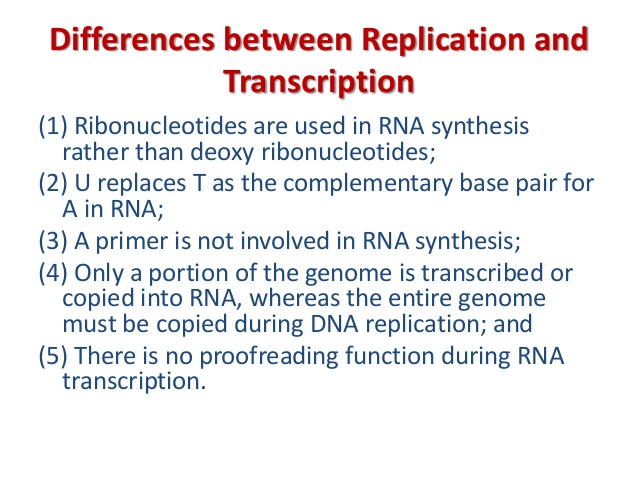 Differences between Replication and
Transcription
(1) Ribonucleotides are used in RNA synthesis
rather than deoxy ribonucleotides;
(2) U replaces T as the complementary base pair for
A in RNA;
(3) A primer is not involved in RNA synthesis;
(4) Only a portion of the genome is transcribed or
copied into RNA, whereas the entire genome
must be copied during DNA replication; and
(5) There is no proofreading function during RNA
transcription.